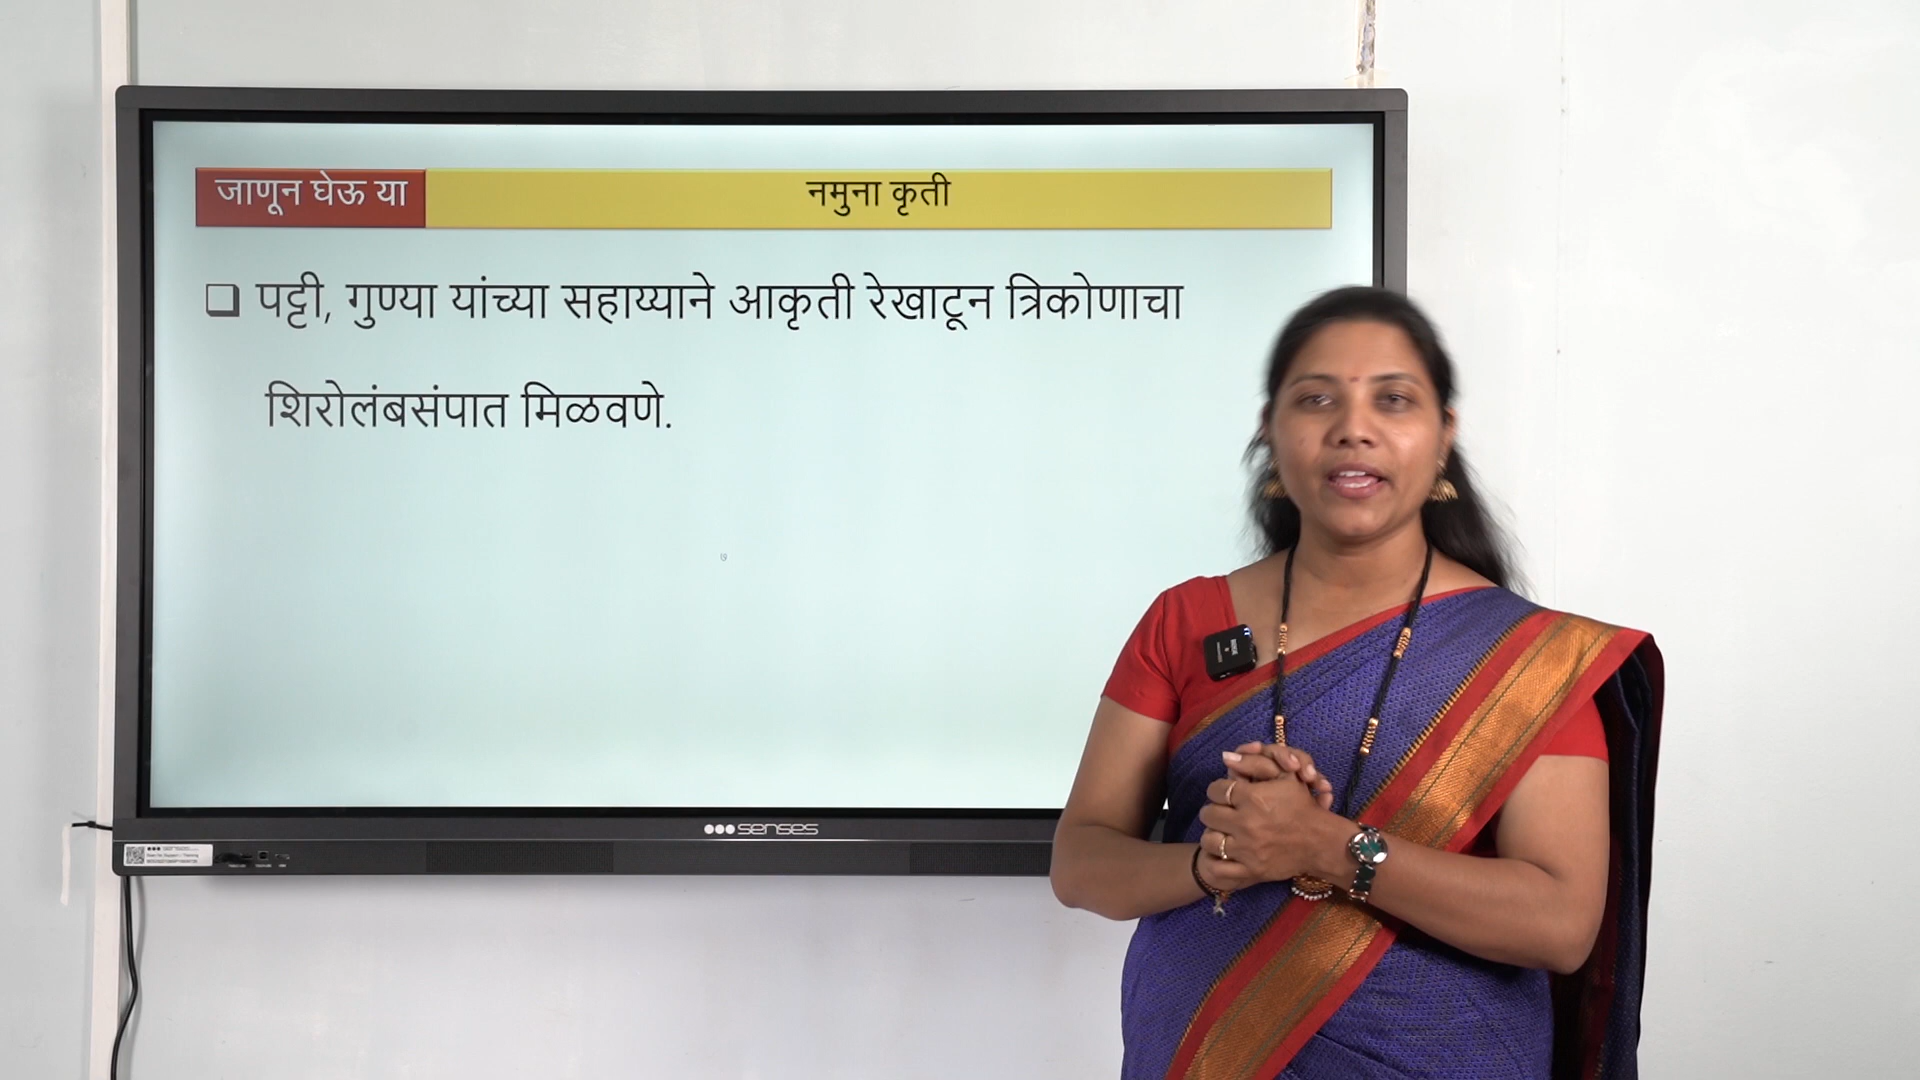 जाणून घेऊ या
नमुना कृती
❑ पट्टी, गुण्या यांच्या सहाय्याने आकृती रेखाटून त्रिकोणाचा
शिरोलंबसंपात मिळवणे.
senses